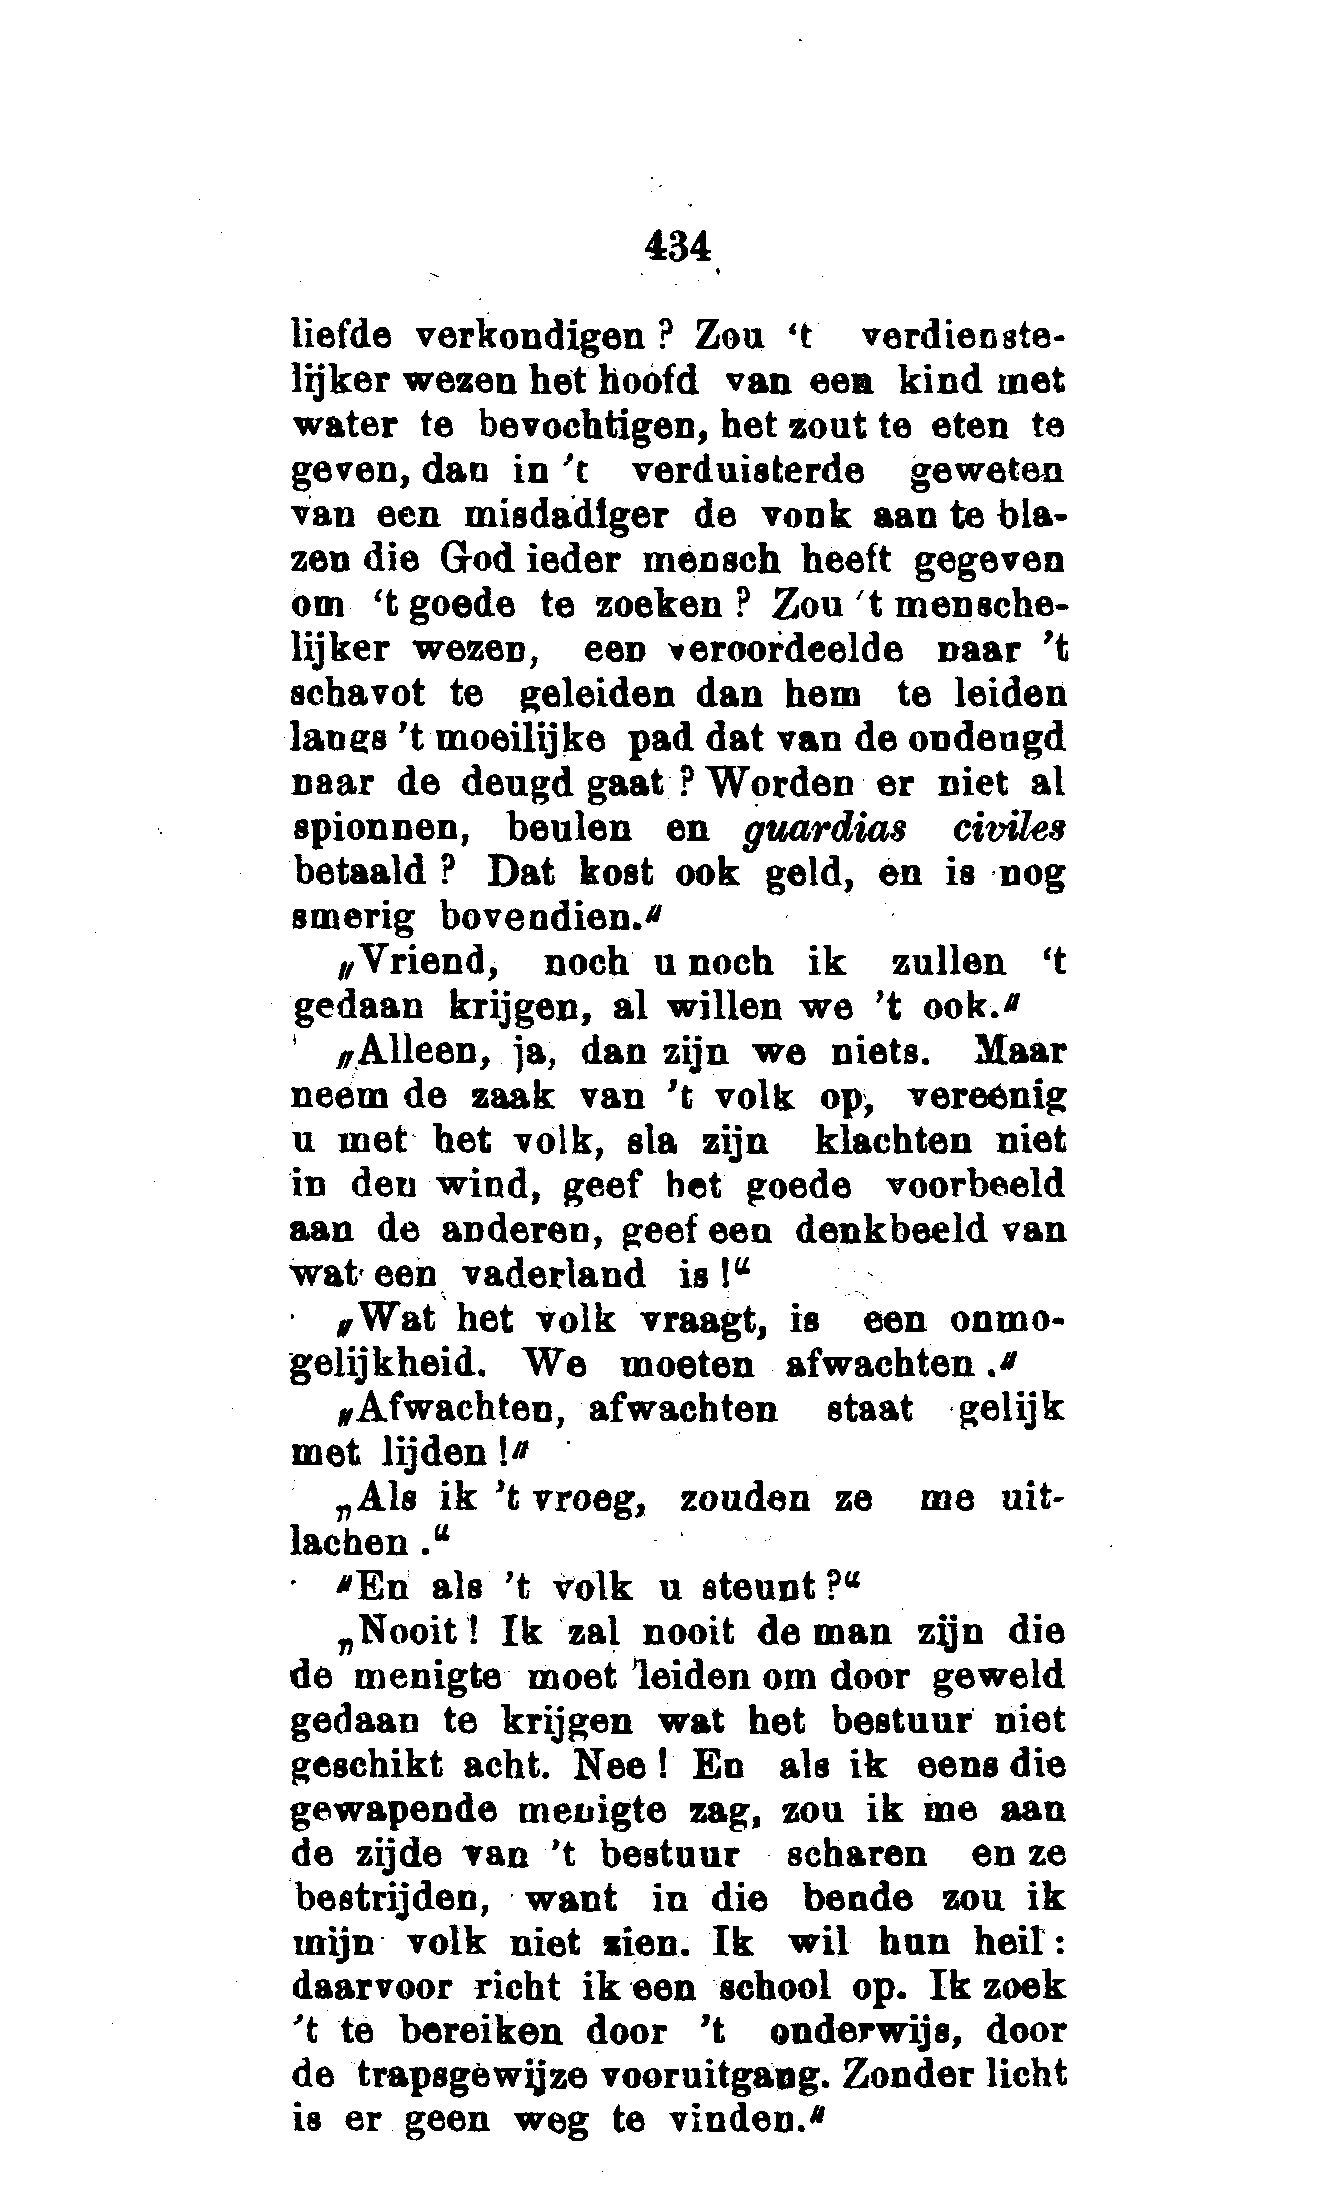 434
liefde verkondigen ? Zou ‘t verdienste-
lijker wezen het hoofd van een kind met
water te bevochtigen, het zout te eten te
geven, dan in ’t verduisterde geweten
van een misdadiger de vonk aan te bla-
zen die God ieder mensch heeft gegeven
om ‘t goede te zoeken ? Zou ’t mensche-
lijker wezen, een veroordeelde naar ’t
schavot te geleiden dan hem te leiden
langs ’t moeilijke pad dat van de ondeugd
naar de deugd gaat ? Worden er niet al
spionnen, beulen en guardias civiles
betaald ? Dat kost ook geld, en is nog
smerig bovendien.“
„Vriend, noch u noch ik zullen ‘t
gedaan krijgen, al willen we ’t ook.“
„Alleen, ja, dan zijn we niets. Maar
neem de zaak van ’t volk op, vereénig
u met het volk, sla zijn klachten niet
in den wind, geef het goede voorbeeld
aan de anderen, geef een denkbeeld van
wat een vaderland is !“
„Wat het volk vraagt, is een onmo-
gelijkheid. We moeten afwachten .“
„Afwachten, afwachten staat gelijk
met lijden !“
„Als ik ’t vroeg, zouden ze me uit-
lachen .“
“En als ’t volk u steunt ?“
„Nooit ! Ik zal nooit de man zijn die
de menigte moet leiden om door geweld
gedaan te krijgen wat het bestuur niet
geschikt acht. Nee ! En als ik eens die
gewapende menigte zag, zou ik me aan
de zijde van ’t bestuur scharen en ze
bestrijden, want in die bende zou ik
mijn volk niet zien. Ik wil hun heil :
daarvoor richt ik een school op. Ik zoek
’t te bereiken door ’t onderwijs, door
de trapsgewijze vooruitgang. Zonder licht
is er geen weg te vinden.“